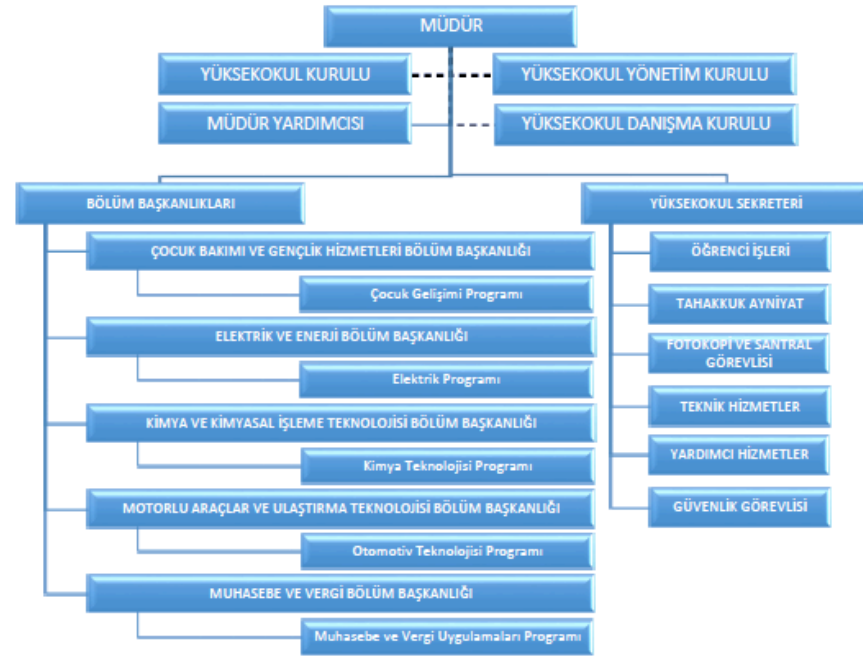 MÜDÜR
YÜKSEKOKUL KURULU
YÜKSEKOKUL YÖNETİM KURULU
MÜDÜR YARDIMCISI
YÜKSEKOKUL DANIŞMA KURULU
BÖLÜM BAŞKANLIKLARI
ÇOCUK BAKIMI VE GENÇLİK HİZMETLERİ BÖLÜM BAŞKANLIĞI
Çocuk Gelişimi Programı
ELEKTRİK VE ENERJİ BÖLÜM BAŞKANLIĞI
Elektrik Programı
KİMYA VE KİMYASAL İŞLEME TEKNOLOJİSİ BÖLÜM BAŞKANLIĞI
Kimya Teknolojisi Programı
MOTORLU ARAÇLAR VE ULAŞTIRMA TEKNOLOJİSİ BÖLÜM BAŞKANLIĞI
Otomotiv Teknolojisi Programı
MUHASEBE VE VERGİ BÖLÜM BAŞKANLIĞI
Muhasebe ve Vergi Uygulamaları Programı
YÜKSEKOKUL SEKRETERİ
ÖĞRENCİ İŞLERİ
TAHAKKUK AYNİYAT
FOTOKOPİ VE SANTRAL
GÖREVLİSİ
TEKNİK HİZMETLER
YARDIMCI HİZMETLER
GÜVENLİK GÖREVLİSİ